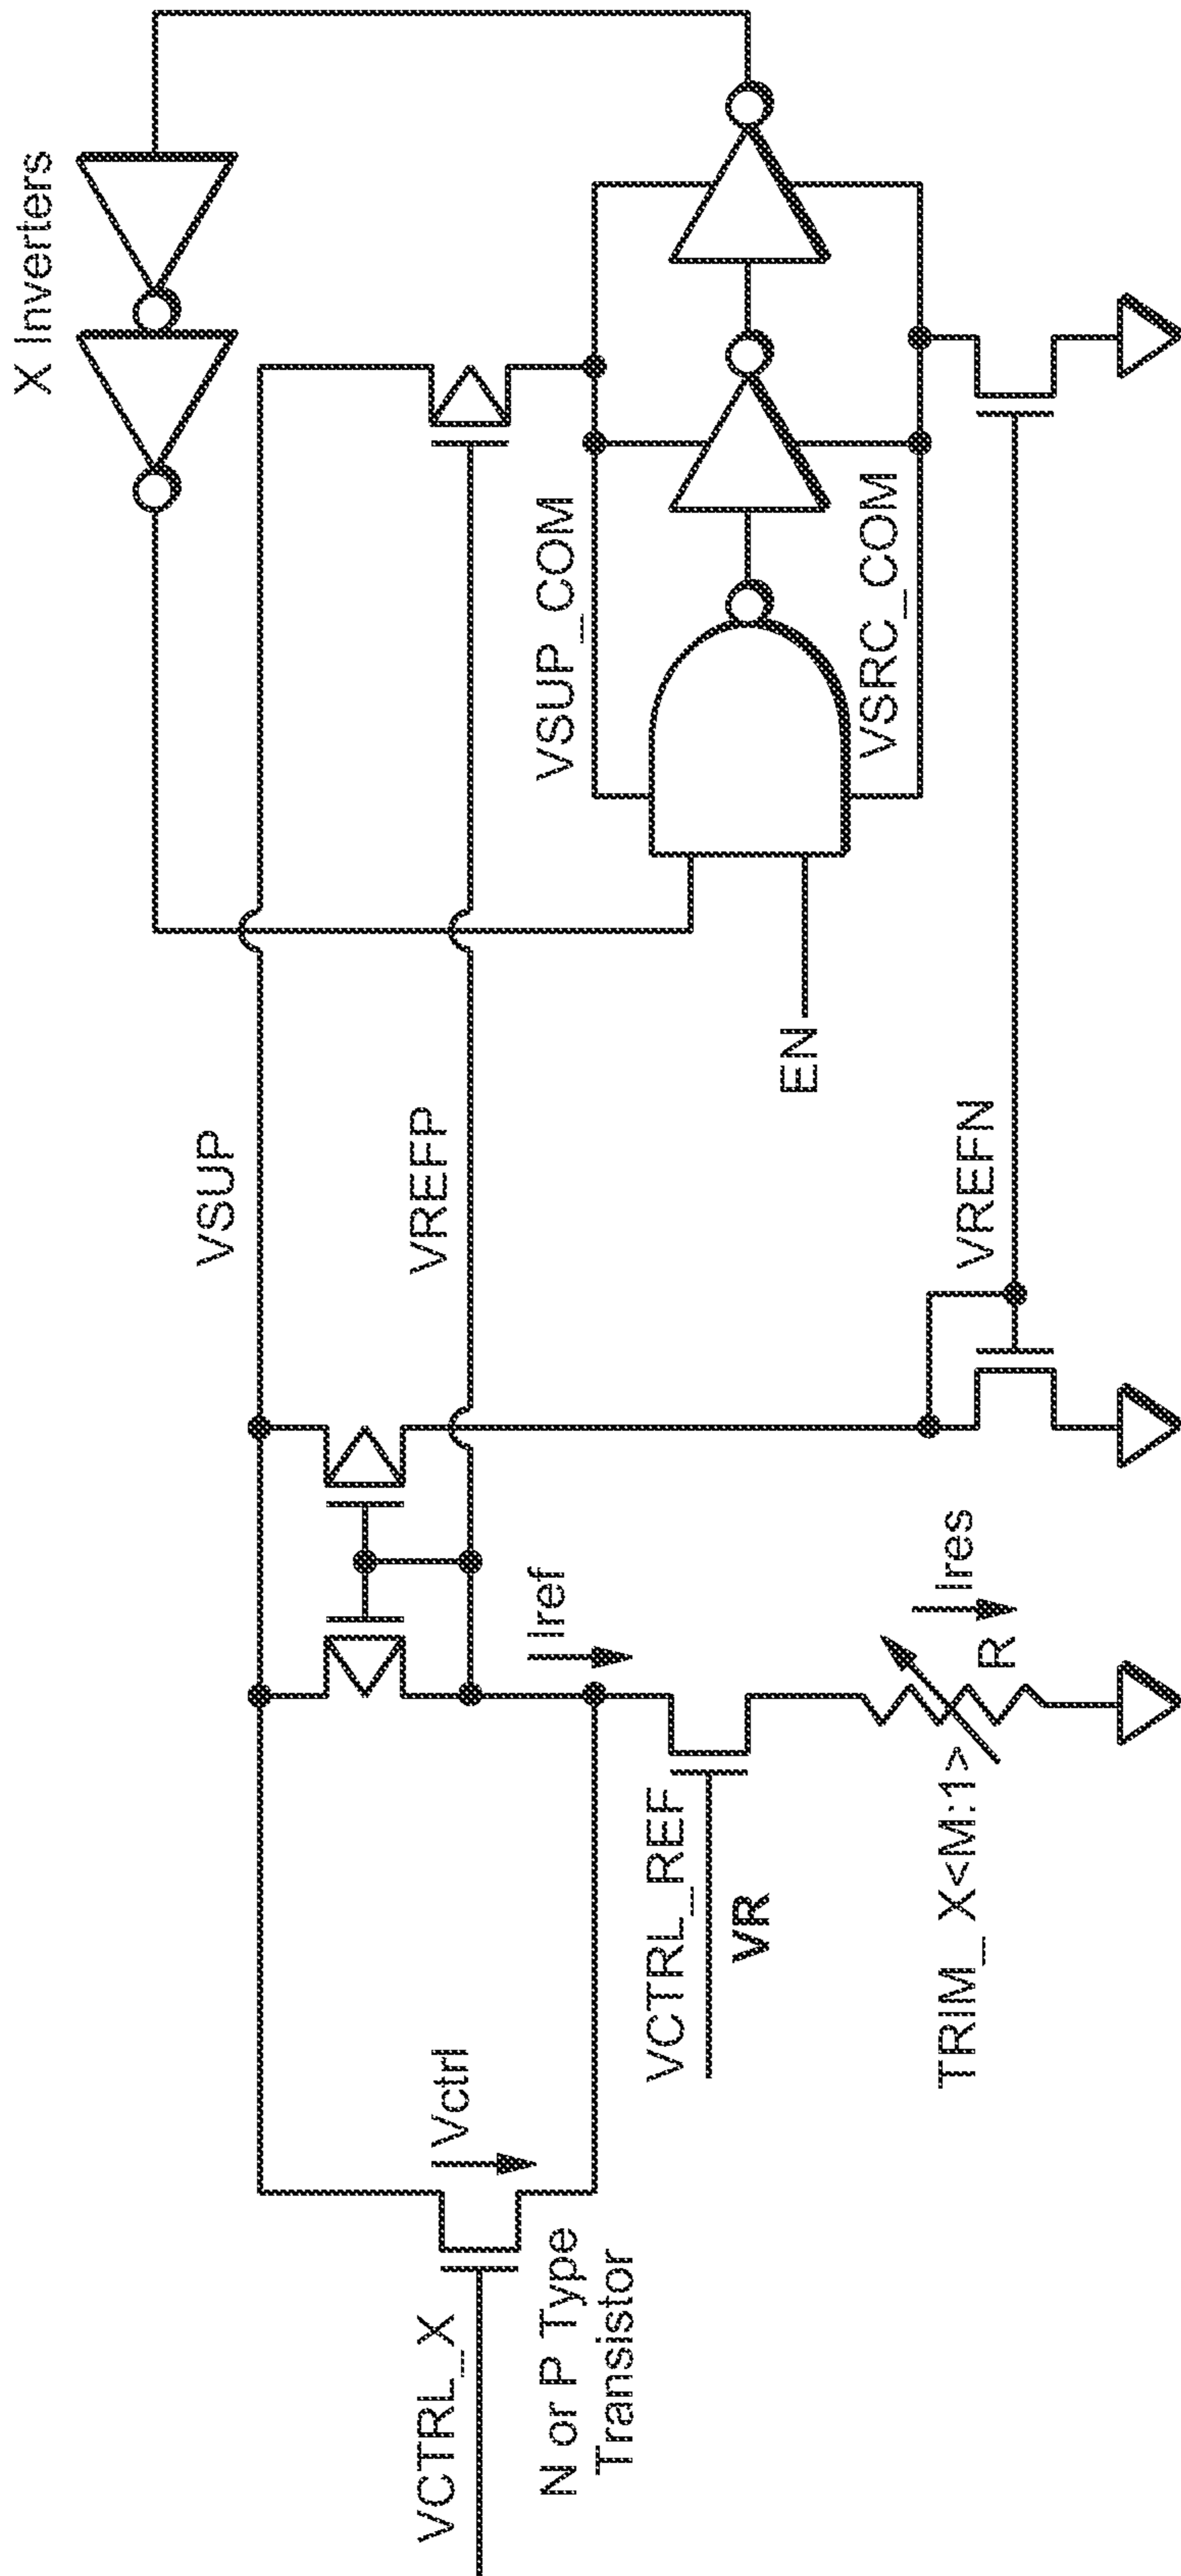 X Inverters
VSUP
VREFP
VSUP_COM
VSRC_COM
EN
VREFN
Iref
Ires
R
VCTRL_REF
VR
TRIM_X<M:1>
Vctrl
VCTRL_X
N or P Type
Transistor